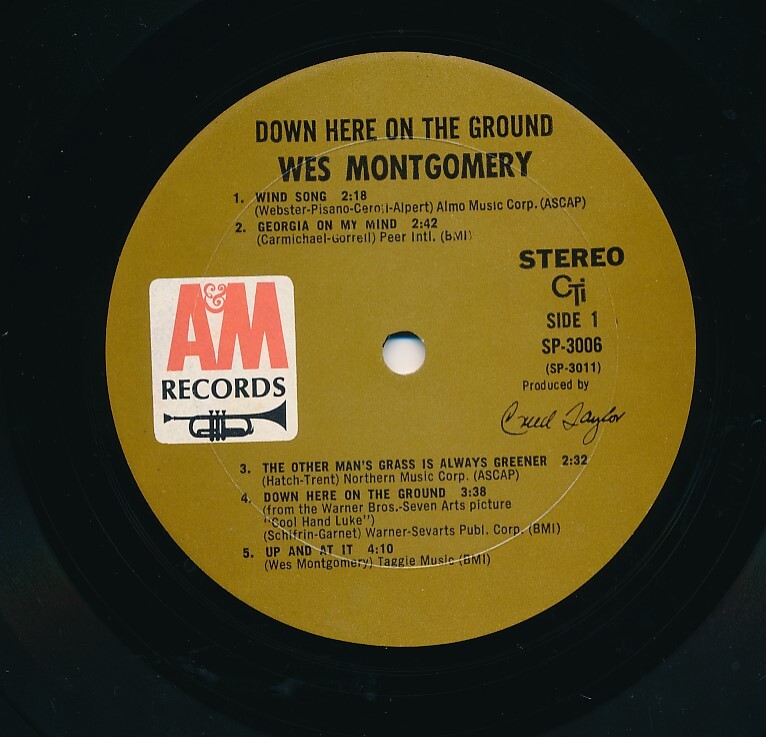 DOWN HERE ON THE GROUND
WES MONTGOMERY
1. WIND SONG 2:18
(Webster-Pisano-Cerofi-Alpert) Almo Music Corp. (ASCAP)
2. GEORGIA ON MY MIND 2:42
(Carmichael-Gorrell) Peer Intl. (BMI)
STEREO
CTi
SIDE 1
SP-3006
(SP-3011)
Produced by
Creed Taylor
A&M
RECORDS
3. THE OTHER MAN'S GRASS IS ALWAYS GREENER 2:32
(Hatch-Trent) Northern Music Corp. (ASCAP)
4. DOWN HERE ON THE GROUND 3:38
(from the Warner Bros.-Seven Arts picture
"Cool Hand Luke")
(Schifrin-Garnet) Warner-Sevarts Publ. Corp. (BMI)
5. UP AND AT IT 4:10
(Wes Montgomery) Taggie Music (BMI)